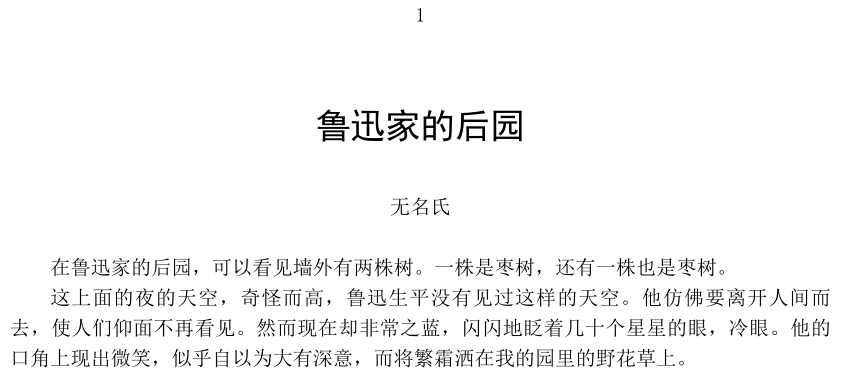 1
鲁迅家的后园
无名氏
在鲁迅家的后园，可以看见墙外有两株树。一株是枣树，还有一株也是枣树。
这上面的夜的天空，奇怪而高，鲁迅生平没有见过这样的天空。他仿佛要离开人间而
去，使人们仰面不再看见。然而现在却非常之蓝，闪闪地眨着几十个星星的眼，冷眼。他的
口角上现出微笑，似乎自以为大有深意，而将繁霜洒在我的园里的野花草上。